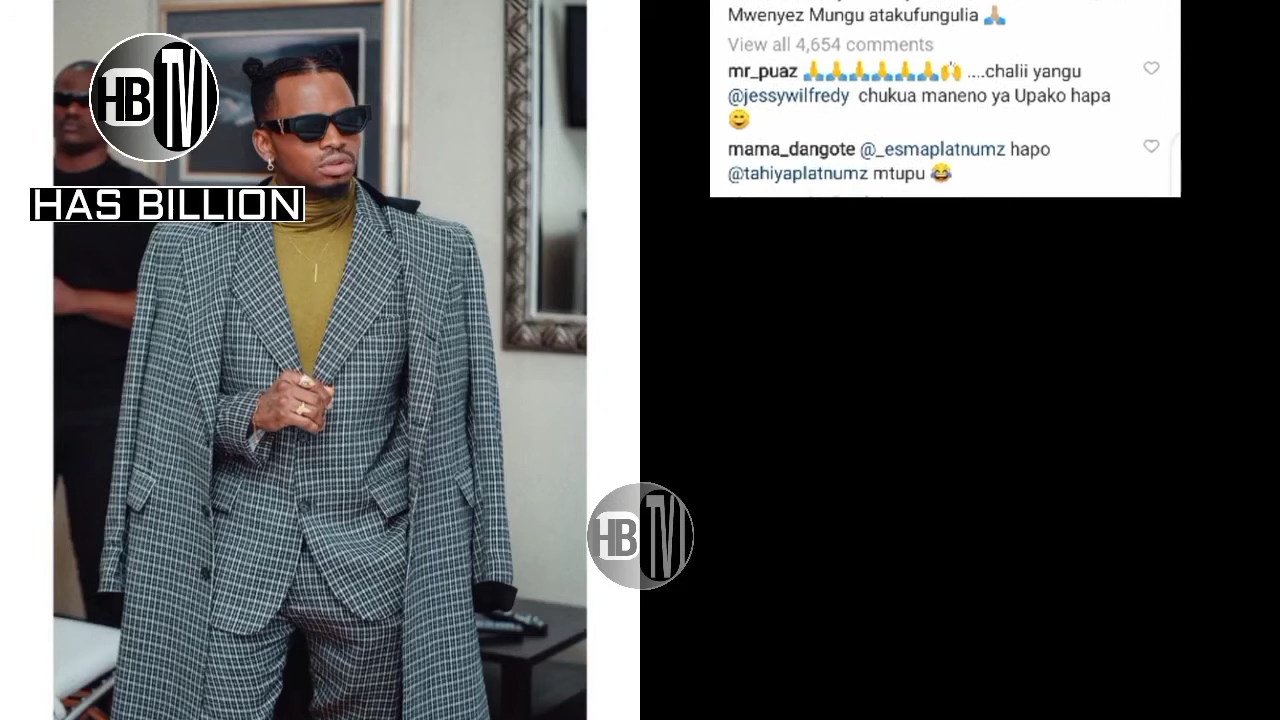 HB TV
HAS BILLION
Mwenyez Mungu atakufungulia 🙏🏽
View all 4,654 comments
mr_puaz 🙏🙏🙏🙏🙏🙏🙌 ....chalii yangu
@jessywilfredy chukua maneno ya Upako hapa
😄
mama_dangote @_esmaplatnumz hapo
@tahiyaplatnumz mtupu 😂
HB TV